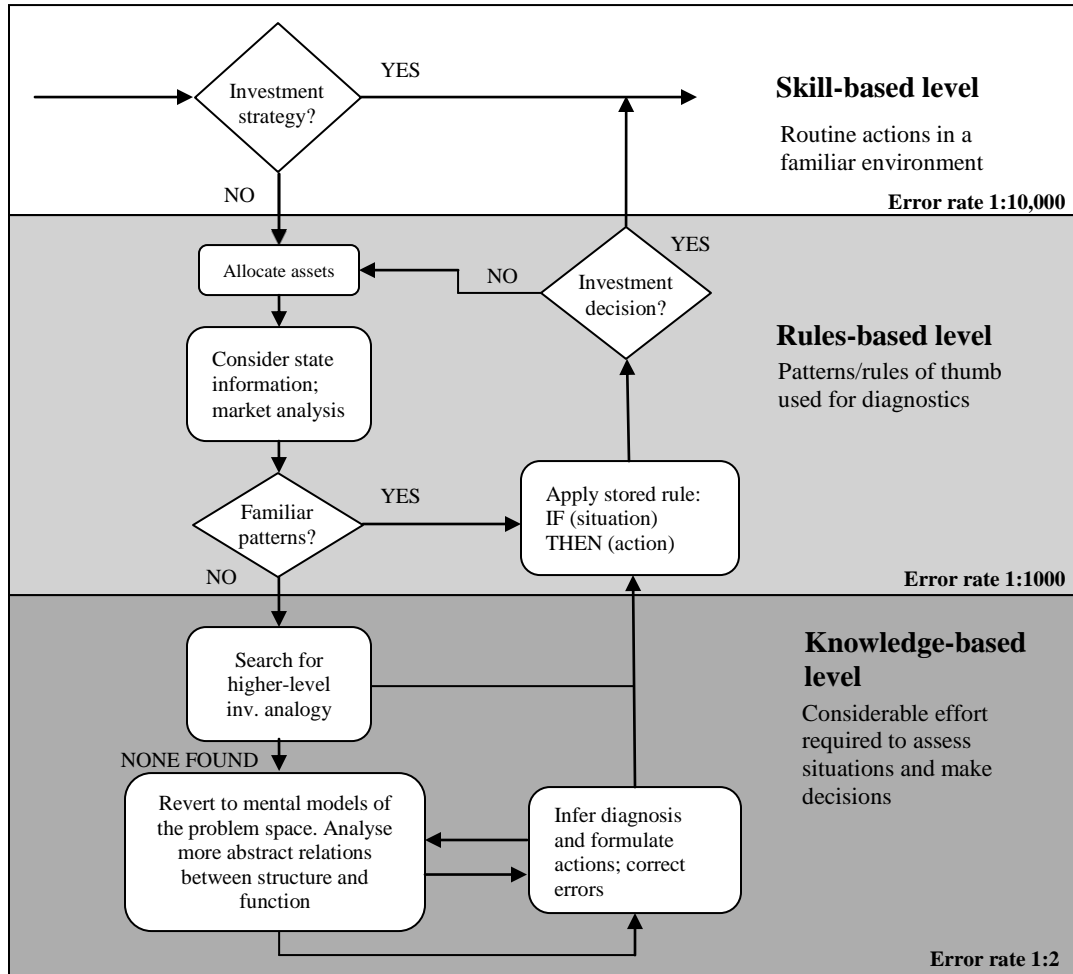 YES
Investment
strategy?
Skill-based level
Routine actions in a
familiar environment
NO
Error rate 1:10,000
Allocate assets
NO
YES
Investment
decision?
Consider state
information;
market analysis
Rules-based level
Patterns/rules of thumb
used for diagnostics
Familiar
patterns?
YES
Apply stored rule:
IF (situation)
THEN (action)
NO
Error rate 1:1000
Search for
higher-level
inv. analogy
Knowledge-based
level
Considerable effort
required to assess
situations and make
decisions
NONE FOUND
Revert to mental models of
the problem space. Analyse
more abstract relations
between structure and
function
Infer diagnosis
and formulate
actions; correct
errors
Error rate 1:2